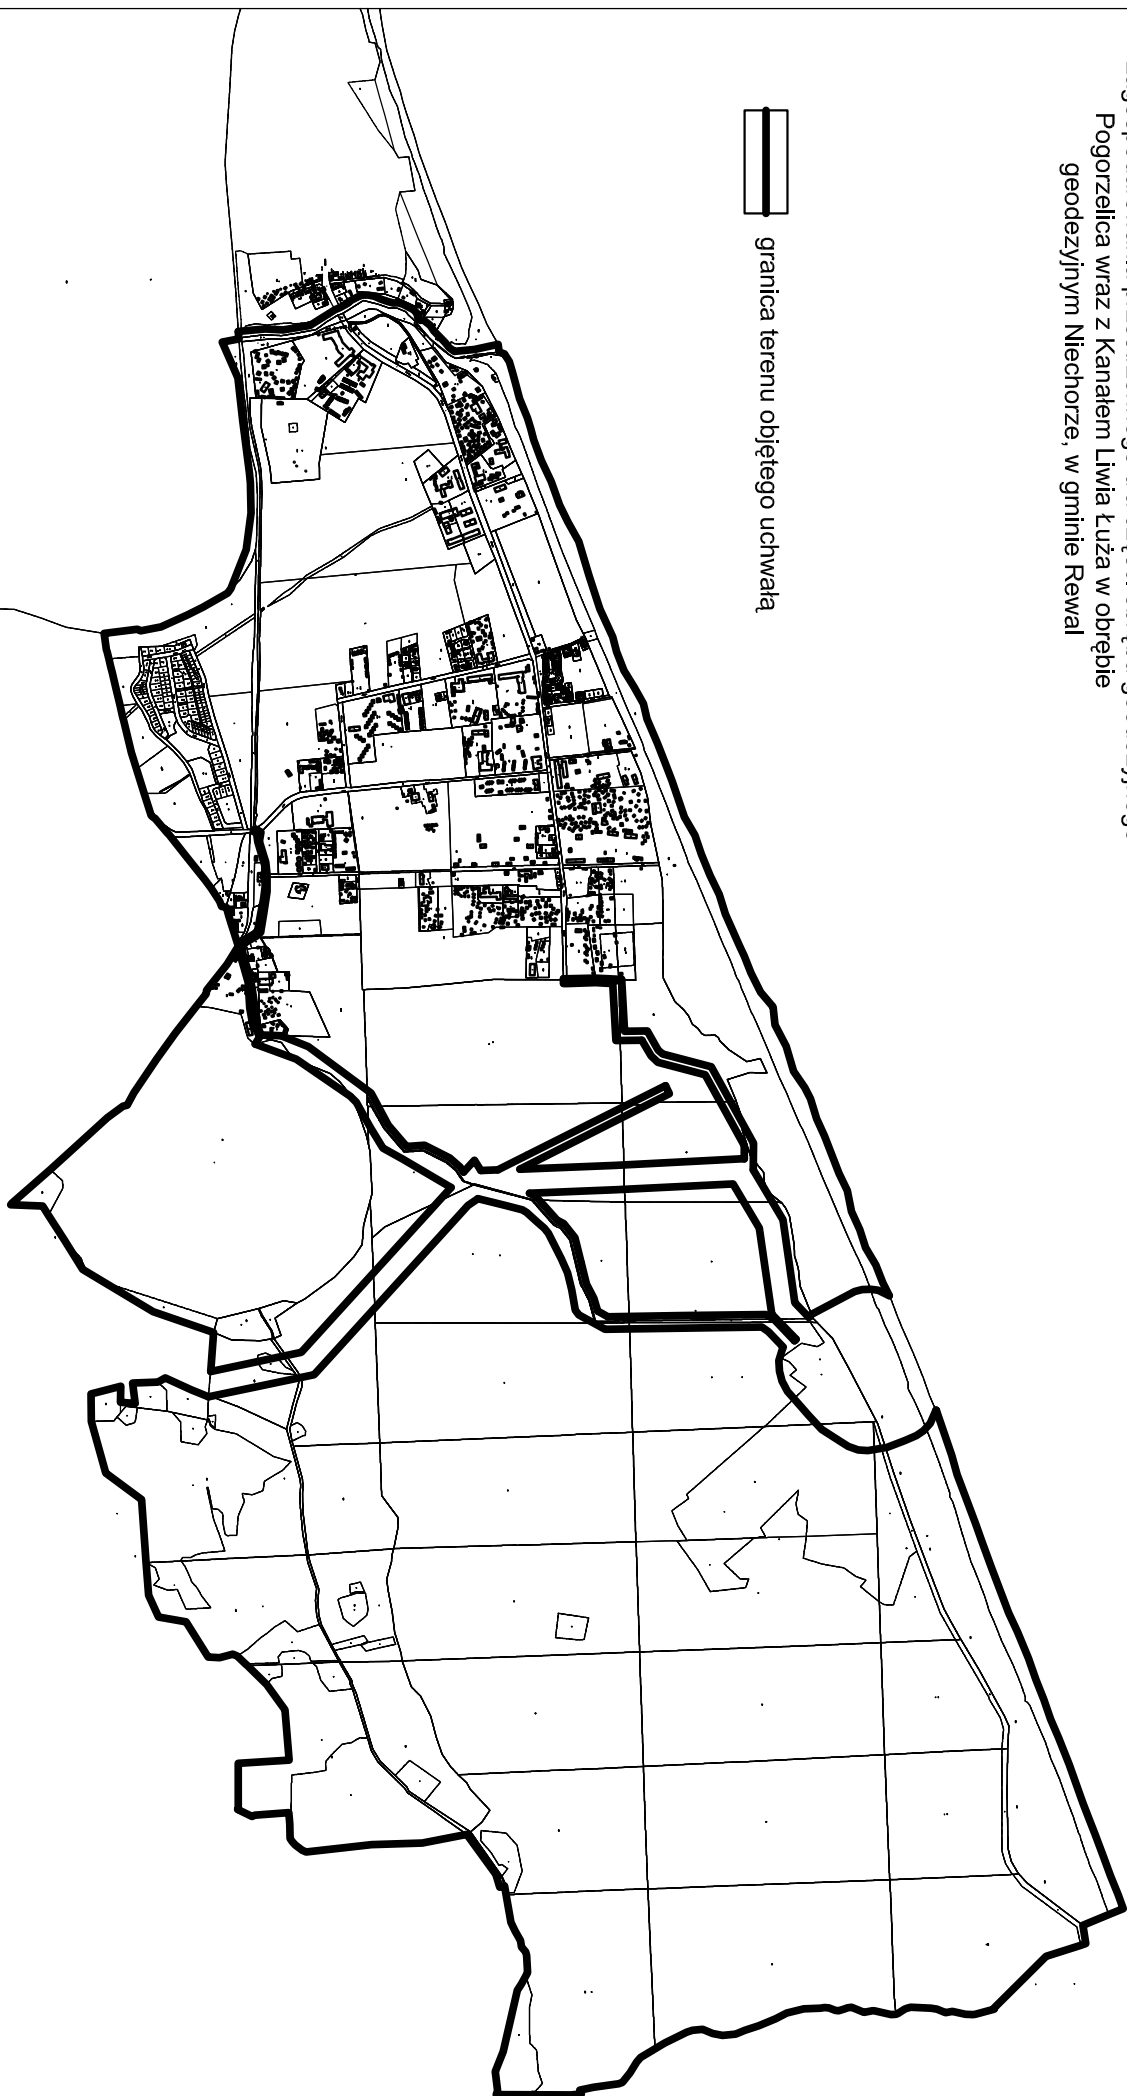 Pogorzelica wraz z Kanałem Liwia Łuża w obrębie
geodezyjnym Niechorze, w gminie Rewal
granica terenu objętego uchwałą